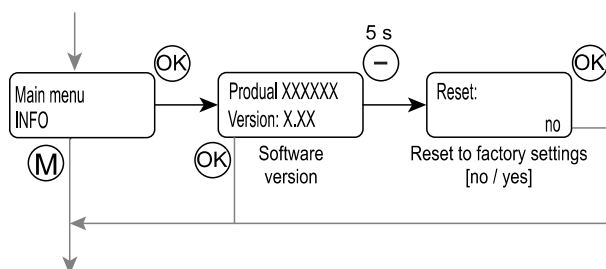 5 s
OK
–
OK
Main menu
INFO
Produal XXXXXX
Version: X.XX
Reset:
no
M
OK
Software
version
Reset to factory settings
[no / yes]